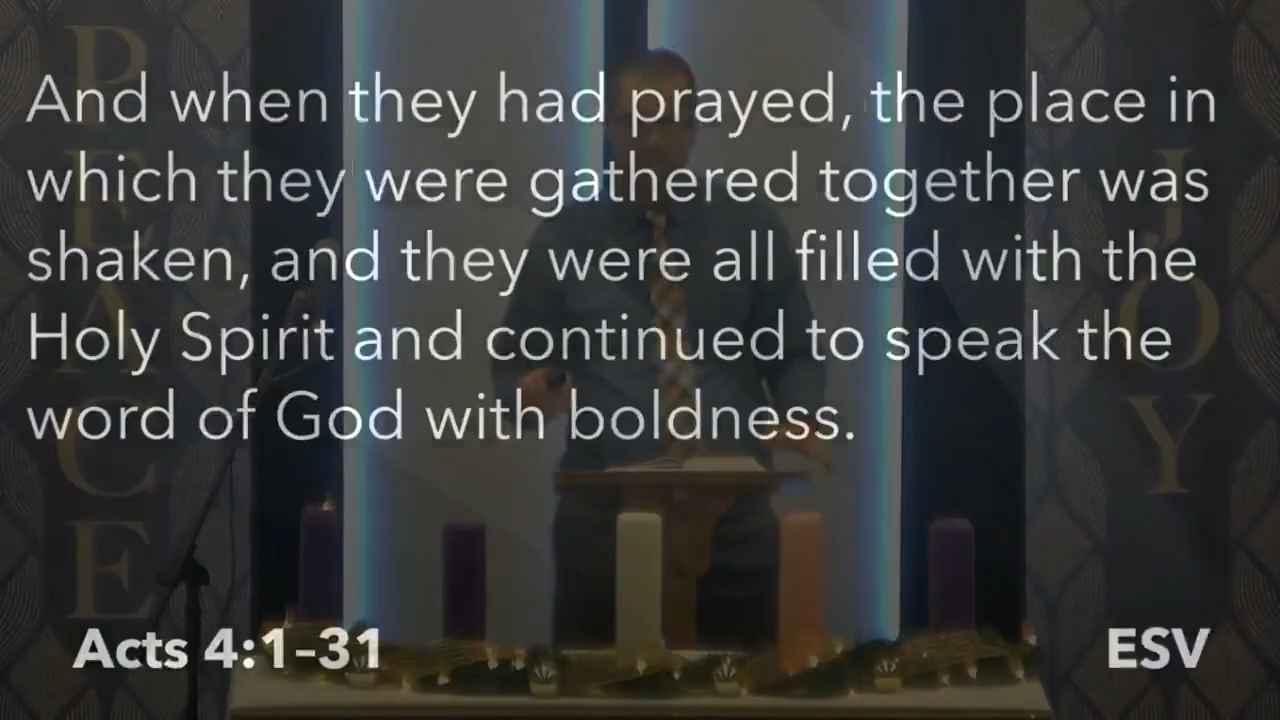 And when they had prayed, the place in
which they were gathered together was
shaken, and they were all filled with the
Holy Spirit and continued to speak the
word of God with boldness.
Acts 4:1–31
ESV
PEACE
JOY